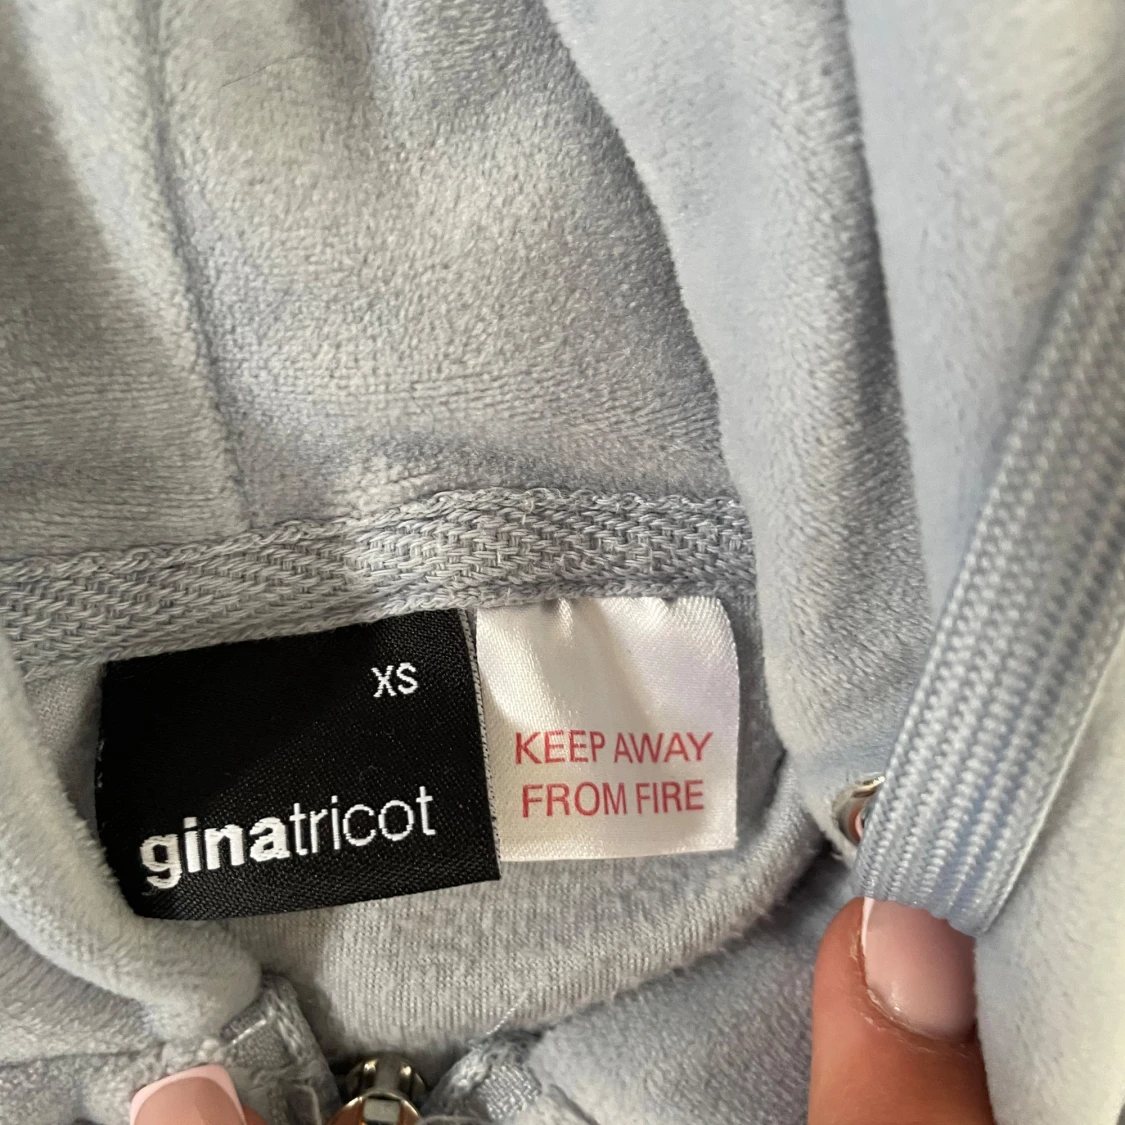 XS
ginatricot
KEEP AWAY
FROM FIRE